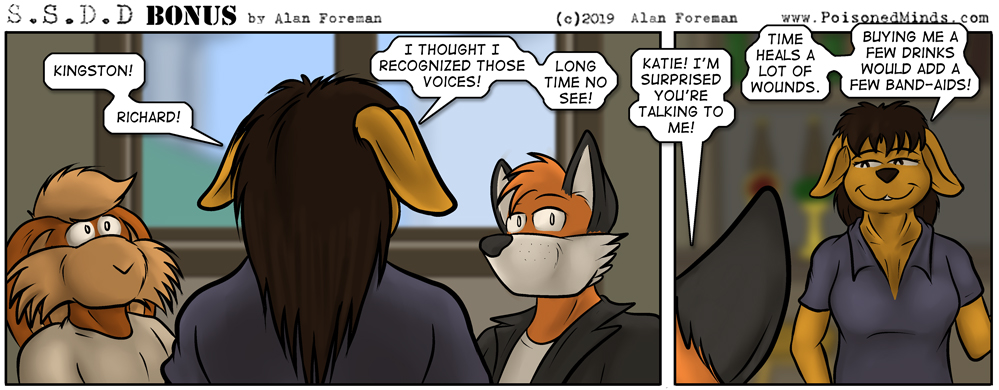 S.S.D.D BONUS by Alan Foreman (c)2019 Alan Foreman www.PoisonedMinds.com
KINGSTON!
RICHARD!
I THOUGHT I
RECOGNIZED THOSE
VOICES!
LONG
TIME NO
SEE!
KATIE! I'M
SURPRISED
YOU'RE
TALKING TO
ME!
TIME
HEALS A
LOT OF
WOUNDS.
BUYING ME A
FEW DRINKS
WOULD ADD A
FEW BAND-AIDS!